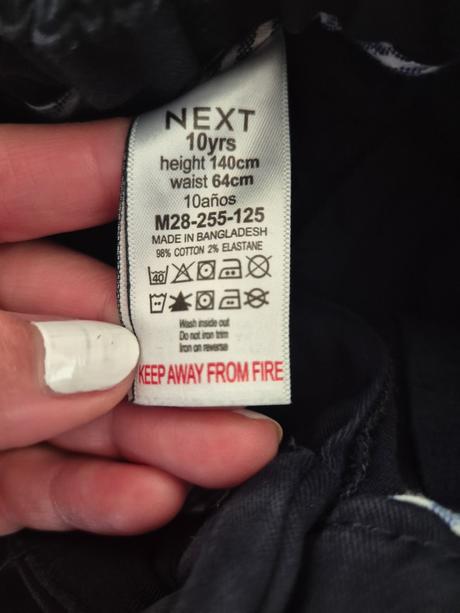 NEXT
10yrs
height 140cm
waist 64cm
10años
M28-255-125
MADE IN BANGLADESH
98% COTTON 2% ELASTANE
40
Wash inside out
Do not iron trim
Iron on reverse
KEEP AWAY FROM FIRE